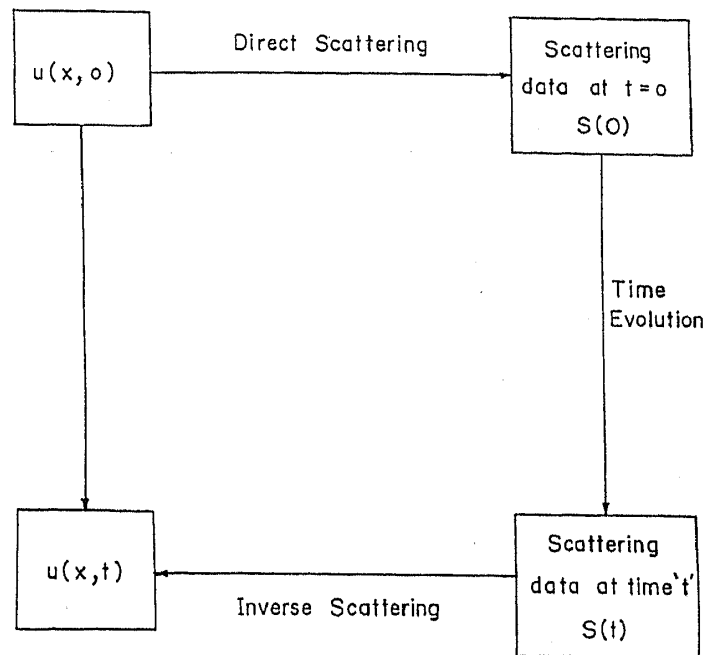 Direct Scattering
u(x,o)
Scattering
data at t=o
S(O)
Time
Evolution
u(x,t)
Scattering
data at time't'
S(t)
Inverse Scattering